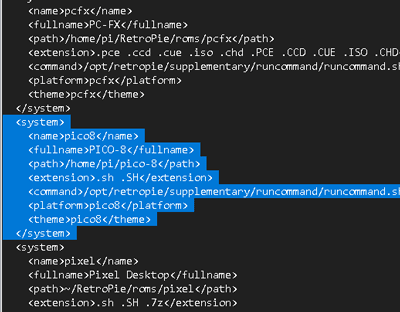 <name>pcfx</name>
<fullname>PC-FX</fullname>
<path>/home/pi/RetroPie/roms/pcfx</path>
<extension>.pce .ccd .cue .iso .chd .PCE .CCD .CUE .ISO .CHD
<command>/opt/retropie/supplementary/runcommand/runcommand.sh
<platform>pcfx</platform>
<theme>pcfx</theme>
</system>
<system>
<name>pico8</name>
<fullname>PICO-8</fullname>
<path>/home/pi/pico-8</path>
<extension>.sh .SH</extension>
<command>/opt/retropie/supplementary/runcommand/runcommand.sh
<platform>pico8</platform>
<theme>pico8</theme>
</system>
<system>
<name>pixel</name>
<fullname>Pixel Desktop</fullname>
<path>~/RetroPie/roms/pixel</path>
<extension>.sh .SH .7z</extension>